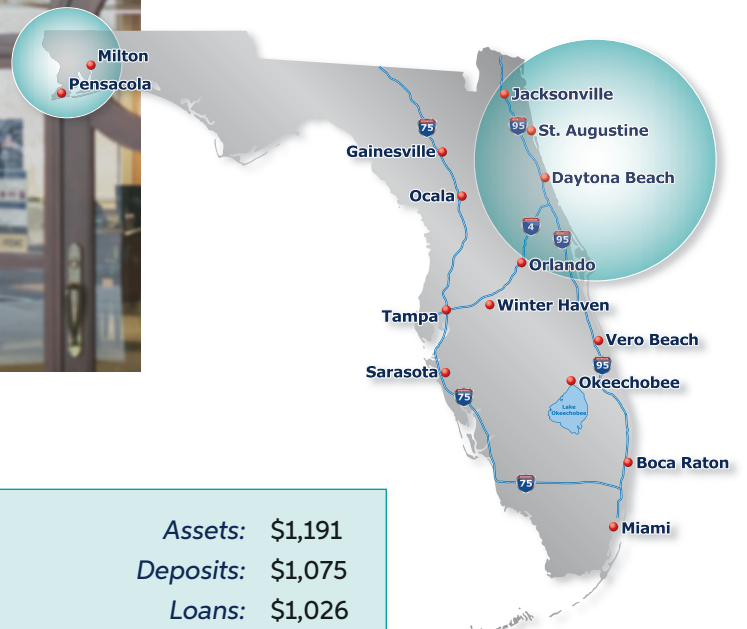 Milton
Pensacola
Jacksonville
95
St. Augustine
75
Gainesville
Daytona Beach
Ocala
4
95
Orlando
Winter Haven
Tampa
Vero Beach
95
Sarasota
Okeechobee
75
Lake
Okeechobee
Boca Raton
75
Miami
Assets: $1,191
Deposits: $1,075
Loans: $1,026